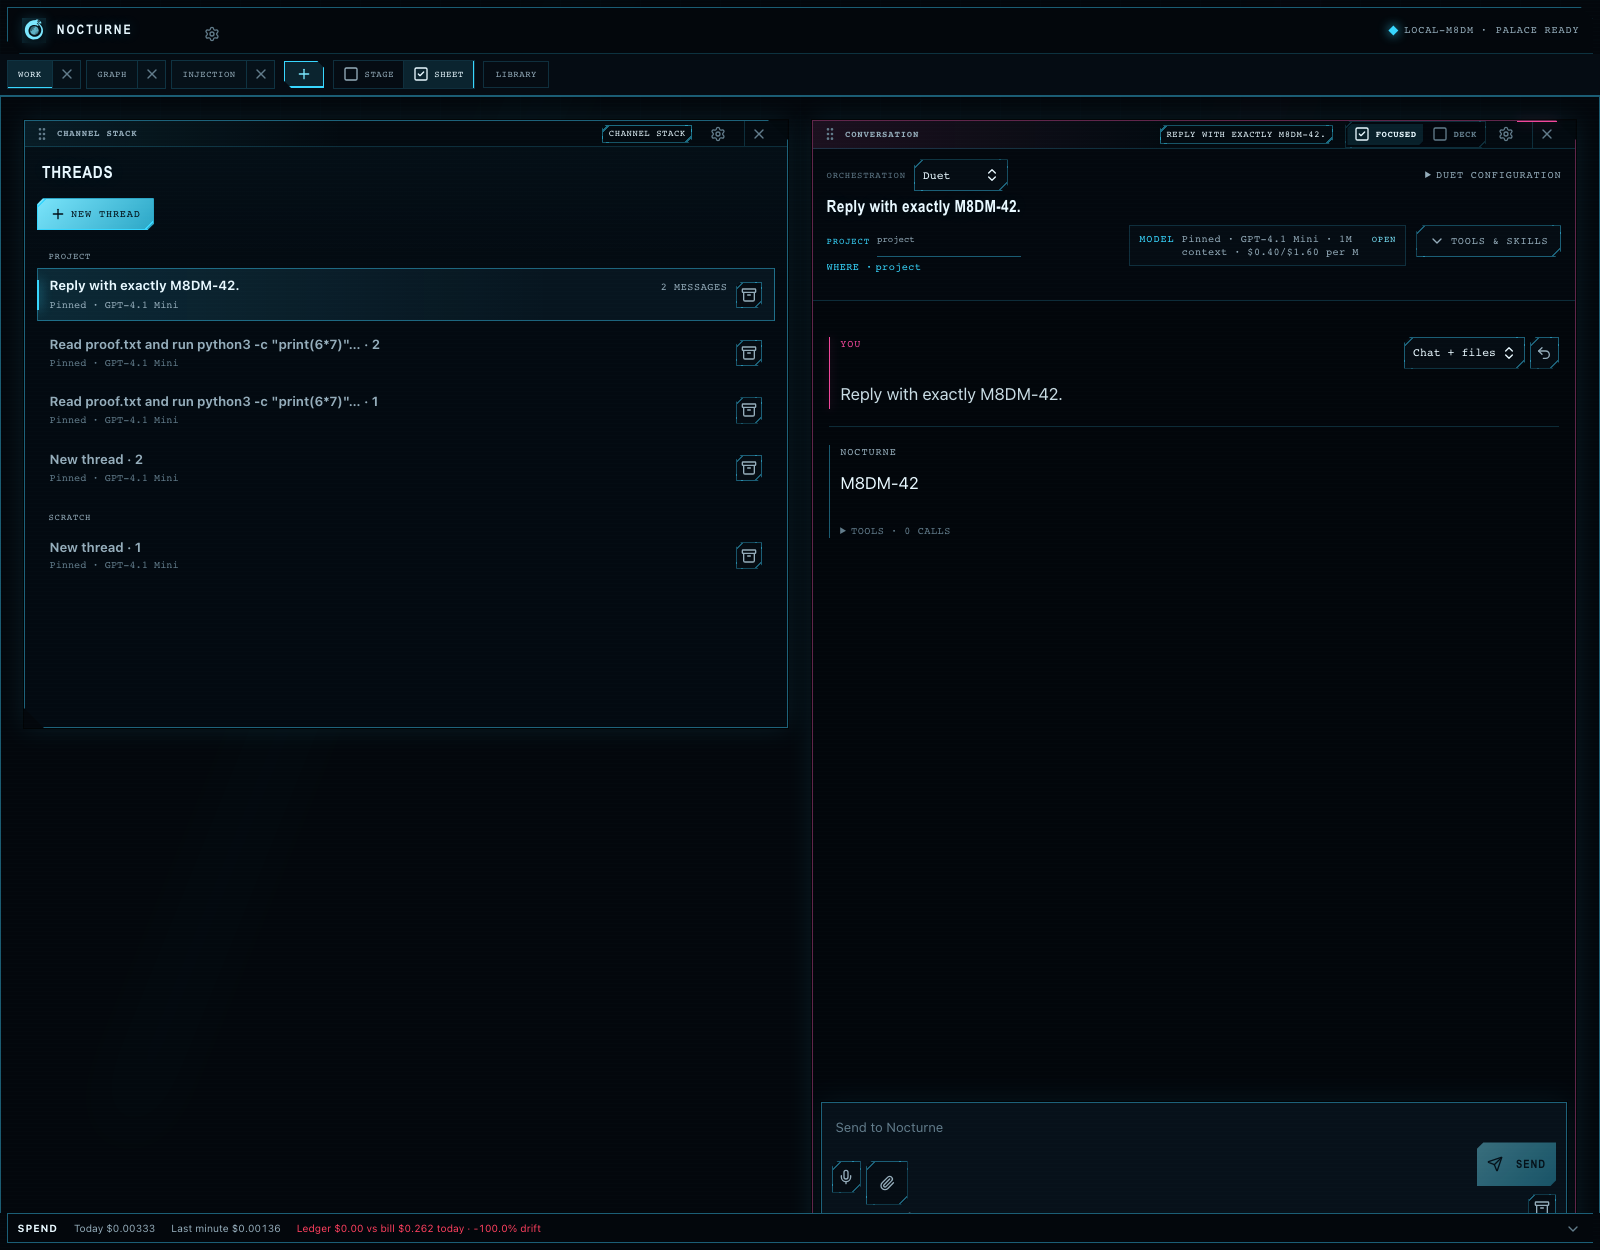 NOCTURNE
LOCAL-M8DM · PALACE READY
WORK
GRAPH
INJECTION
STAGE
SHEET
LIBRARY
CHANNEL STACK
CHANNEL STACK
THREADS
NEW THREAD
PROJECT
Reply with exactly M8DM-42.
2 MESSAGES
Pinned · GPT-4.1 Mini
Read proof.txt and run python3 -c "print(6*7)"... · 2
Pinned · GPT-4.1 Mini
Read proof.txt and run python3 -c "print(6*7)"... · 1
Pinned · GPT-4.1 Mini
New thread · 2
Pinned · GPT-4.1 Mini
SCRATCH
New thread · 1
Pinned · GPT-4.1 Mini
CONVERSATION
REPLY WITH EXACTLY M8DM-42.
FOCUSED
DECK
ORCHESTRATION
Duet
DUET CONFIGURATION
Reply with exactly M8DM-42.
PROJECT project
WHERE · project
MODEL Pinned · GPT-4.1 Mini · 1M
context · $0.40/$1.60 per M
OPEN
TOOLS & SKILLS
YOU
Chat + files
Reply with exactly M8DM-42.
NOCTURNE
M8DM-42
TOOLS · 0 CALLS
Send to Nocturne
SEND
SPEND
Today $0.00333
Last minute $0.00136
Ledger $0.00 vs bill $0.262 today · -100.0% drift